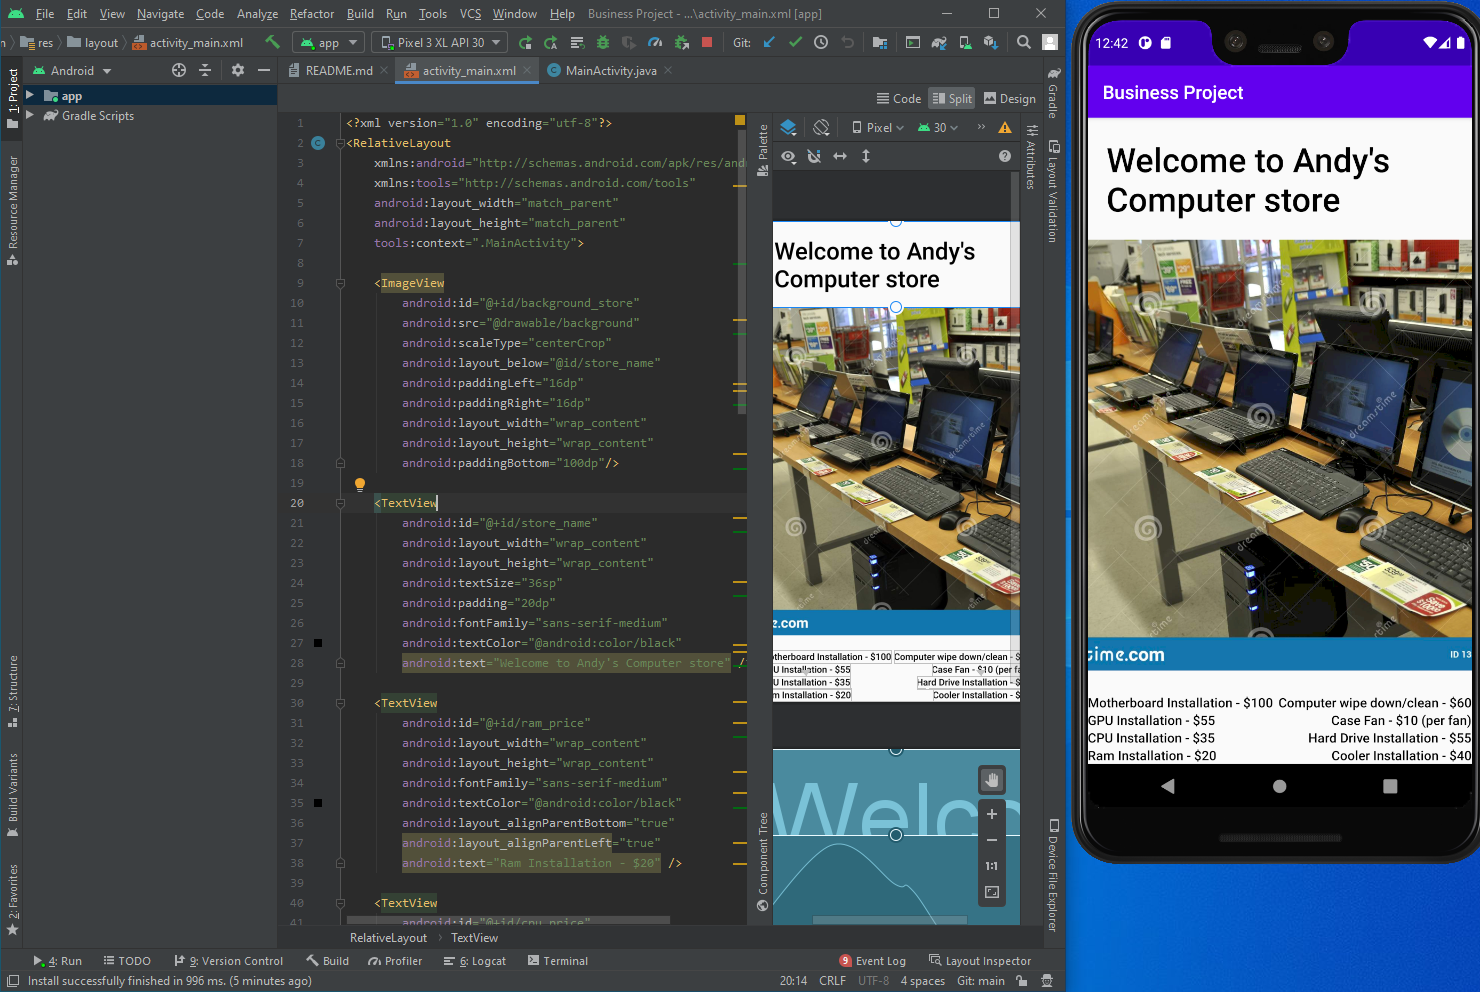 File Edit View Navigate Code Analyze Refactor Build Run Tools VCS Window Help Business Project - ...\activity_main.xml [app]
res layout activity_main.xml app Pixel 3 XL API 30 Git:
Android README.md activity_main.xml MainActivity.java
Code Split Design
1: Project
Resource Manager
7: Structure
Build Variants
2: Favorites
app
Gradle Scripts
1 <?xml version="1.0" encoding="utf-8"?>
2 <RelativeLayout
3 xmlns:android="http://schemas.android.com/apk/res/and
4 xmlns:tools="http://schemas.android.com/tools"
5 android:layout_width="match_parent"
6 android:layout_height="match_parent"
7 tools:context=".MainActivity">
8
9 <ImageView
10 android:id="@+id/background_store"
11 android:src="@drawable/background"
12 android:scaleType="centerCrop"
13 android:layout_below="@id/store_name"
14 android:paddingLeft="16dp"
15 android:paddingRight="16dp"
16 android:layout_width="wrap_content"
17 android:layout_height="wrap_content"
18 android:paddingBottom="100dp"/>
19
20 <TextView
21 android:id="@+id/store_name"
22 android:layout_width="wrap_content"
23 android:layout_height="wrap_content"
24 android:textSize="36sp"
25 android:padding="20dp"
26 android:fontFamily="sans-serif-medium"
27 android:textColor="@android:color/black"
28 android:text="Welcome to Andy's Computer store" /
29
30 <TextView
31 android:id="@+id/ram_price"
32 android:layout_width="wrap_content"
33 android:layout_height="wrap_content"
34 android:fontFamily="sans-serif-medium"
35 android:textColor="@android:color/black"
36 android:layout_alignParentBottom="true"
37 android:layout_alignParentLeft="true"
38 android:text="Ram Installation - $20" />
39
40 <TextView
41 android:id="@+id/cpu_price"
RelativeLayout TextView
Palette
Component Tree
Pixel 30
Welcome to Andy's
Computer store
e.com
otherboard Installation - $100 Computer wipe down/clean - $
U Installation - $55 Case Fan - $10 (per fa
U Installation - $35 Hard Drive Installation - $
m Installation - $20 Cooler Installation - $
Welco
1:1
Gradle
Attributes
Layout Validation
Device File Explorer
4: Run TODO 9: Version Control Build Profiler 6: Logcat Terminal 9 Event Log Layout Inspector
Install successfully finished in 996 ms. (5 minutes ago) 20:14 CRLF UTF-8 4 spaces Git: main
12:42
Business Project
Welcome to Andy's
Computer store
dreamstime
time.com ID 13
Motherboard Installation - $100 Computer wipe down/clean - $60
GPU Installation - $55 Case Fan - $10 (per fan)
CPU Installation - $35 Hard Drive Installation - $55
Ram Installation - $20 Cooler Installation - $40